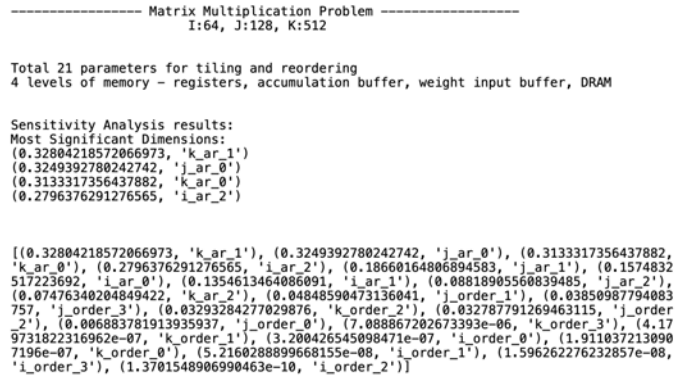 ----------------- Matrix Multiplication Problem ------------------
I:64, J:128, K:512
Total 21 parameters for tiling and reordering
4 levels of memory – registers, accumulation buffer, weight input buffer, DRAM
Sensitivity Analysis results:
Most Significant Dimensions:
(0.32804218572066973, 'k_ar_1')
(0.3249392780242742, 'j_ar_0')
(0.3133317356437882, 'k_ar_0')
(0.2796376291276565, 'i_ar_2')
[(0.32804218572066973, 'k_ar_1'), (0.3249392780242742, 'j_ar_0'), (0.3133317356437882,
'k_ar_0'), (0.2796376291276565, 'i_ar_2'), (0.18660164806894583, 'j_ar_1'), (0.1574832
517223692, 'i_ar_0'), (0.1354613464086091, 'i_ar_1'), (0.08818905560839485, 'j_ar_2'),
(0.07476340204849422, 'k_ar_2'), (0.04848590473136041, 'j_order_1'), (0.03850987794083
757, 'j_order_3'), (0.03293284277029876, 'k_order_2'), (0.032787791269463115, 'j_order
_2'), (0.006883781913935937, 'j_order_0'), (7.088867202673393e-06, 'k_order_3'), (4.17
9731822316962e-07, 'k_order_1'), (3.200426545098471e-07, 'i_order_0'), (1.911037213090
7196e-07, 'k_order_0'), (5.2160288899668155e-08, 'i_order_1'), (1.596262276232857e-08,
'i_order_3'), (1.3701548906990463e-10, 'i_order_2')]